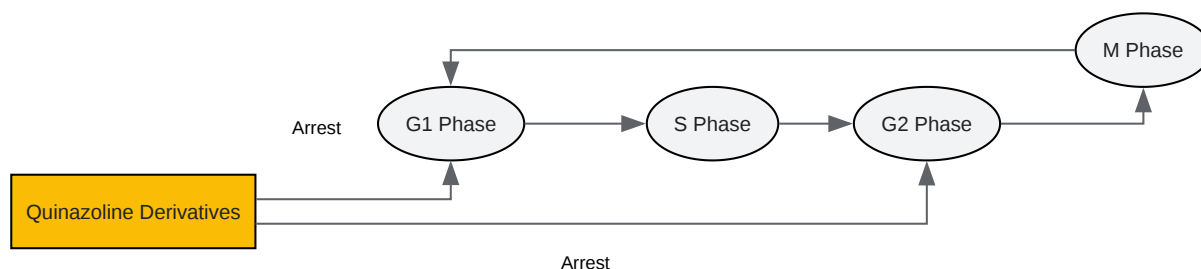 M Phase
Arrest
G1 Phase
S Phase
G2 Phase
Quinazoline Derivatives
Arrest